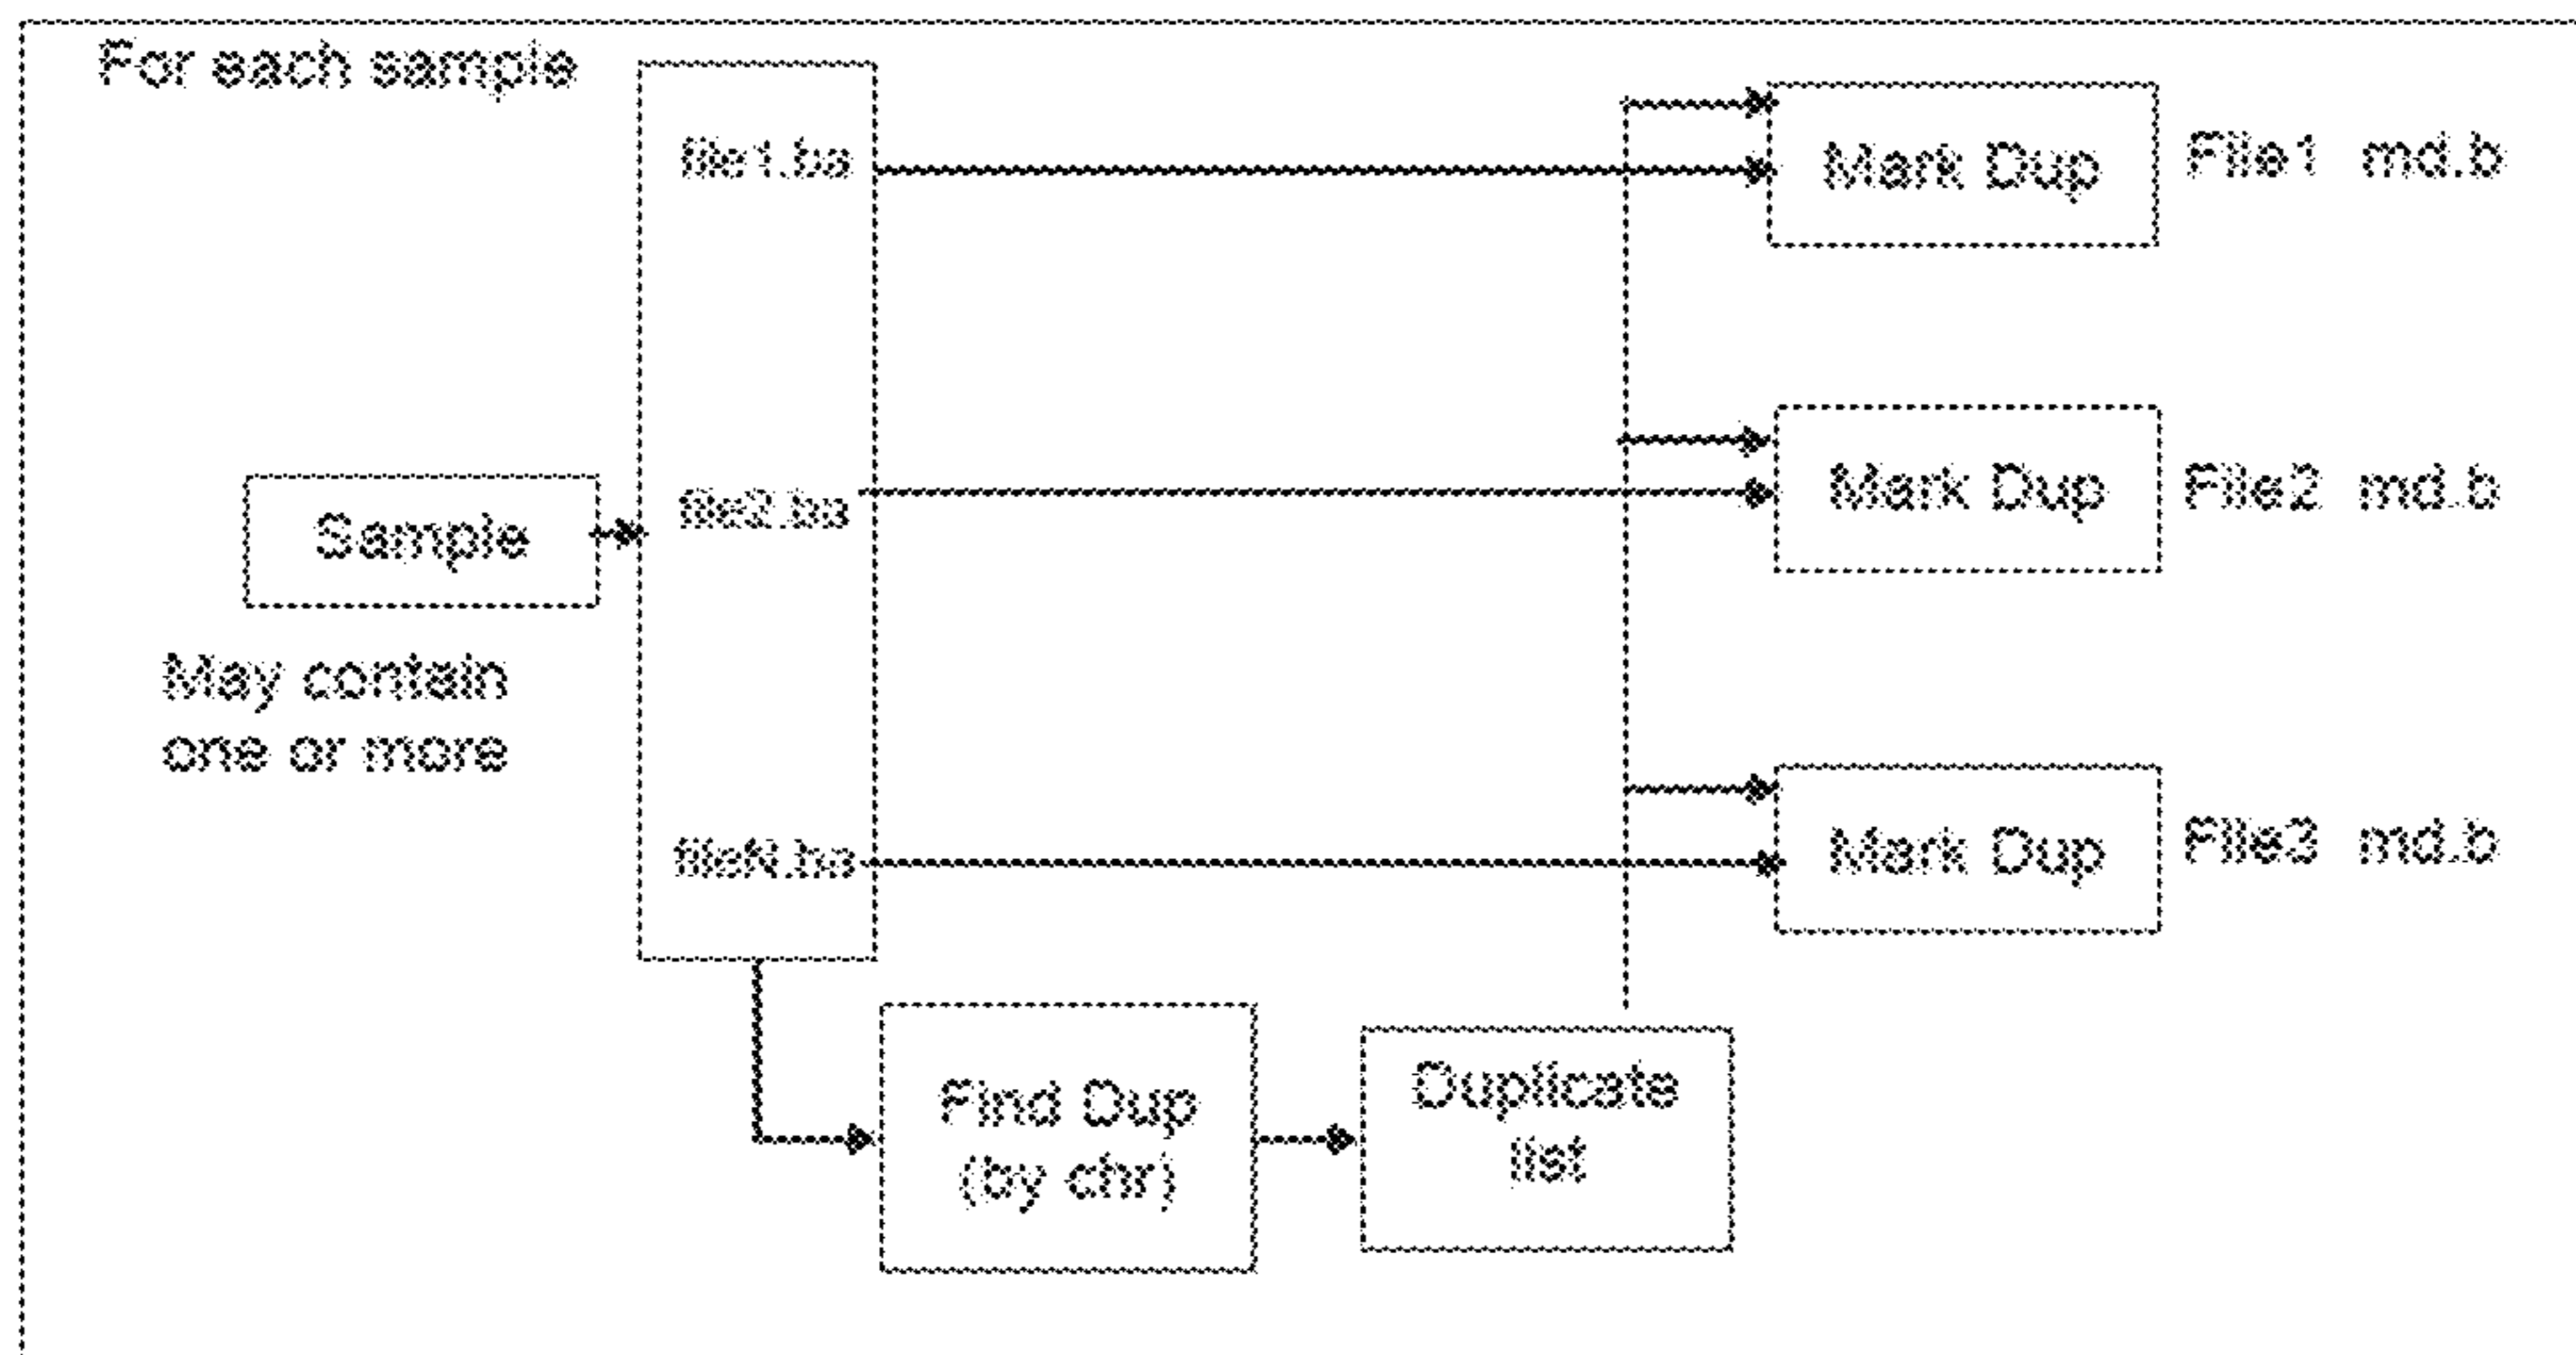 For each sample
file1.ba
Mark Dup
File1 md.b
file2.ba
Mark Dup
File2 md.b
Sample
May contain
one or more
fileN.ba
Mark Dup
File3 md.b
Find Dup
(by chr)
Duplicate
list